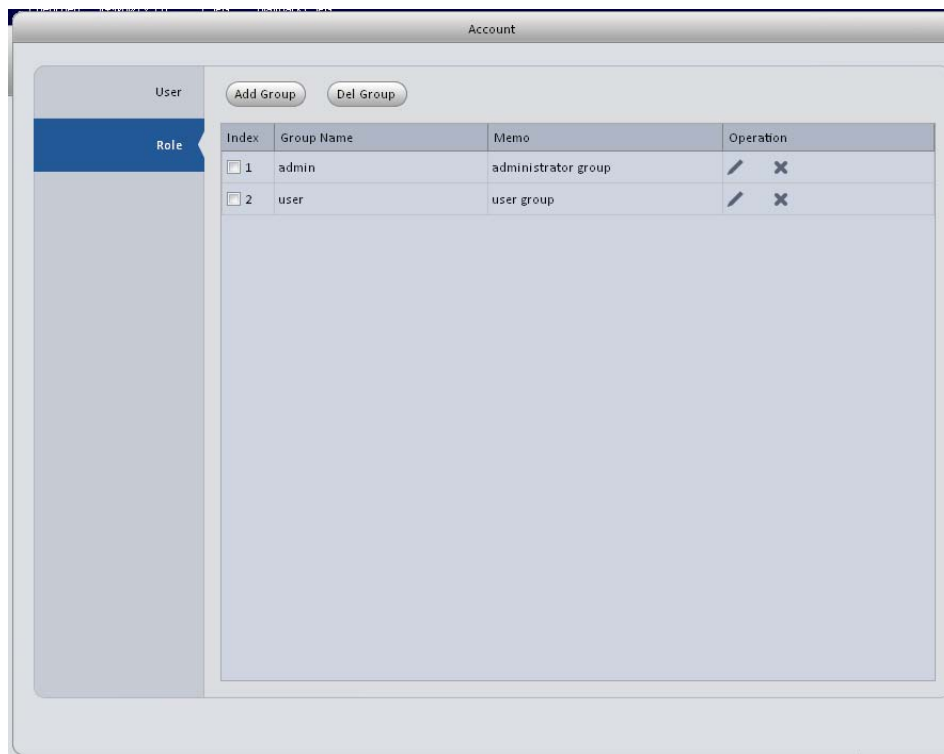 Account
User
Role
Add Group Del Group
Index Group Name Memo Operation
1 admin administrator group
2 user user group